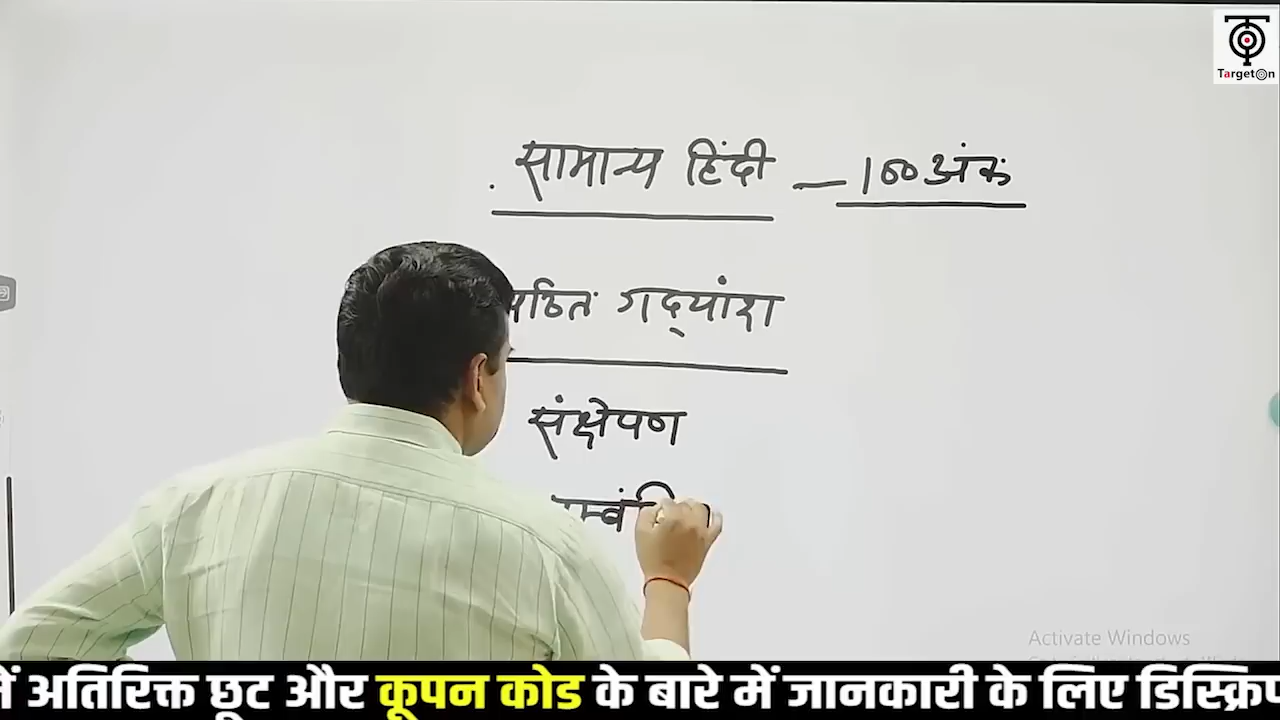 TargetOn
सामान्य हिंदी – 100 अंक
गद्यांश
संक्षेपण
Activate Windows
अतिरिक्त छूट और कूपन कोड के बारे में जानकारी के लिए